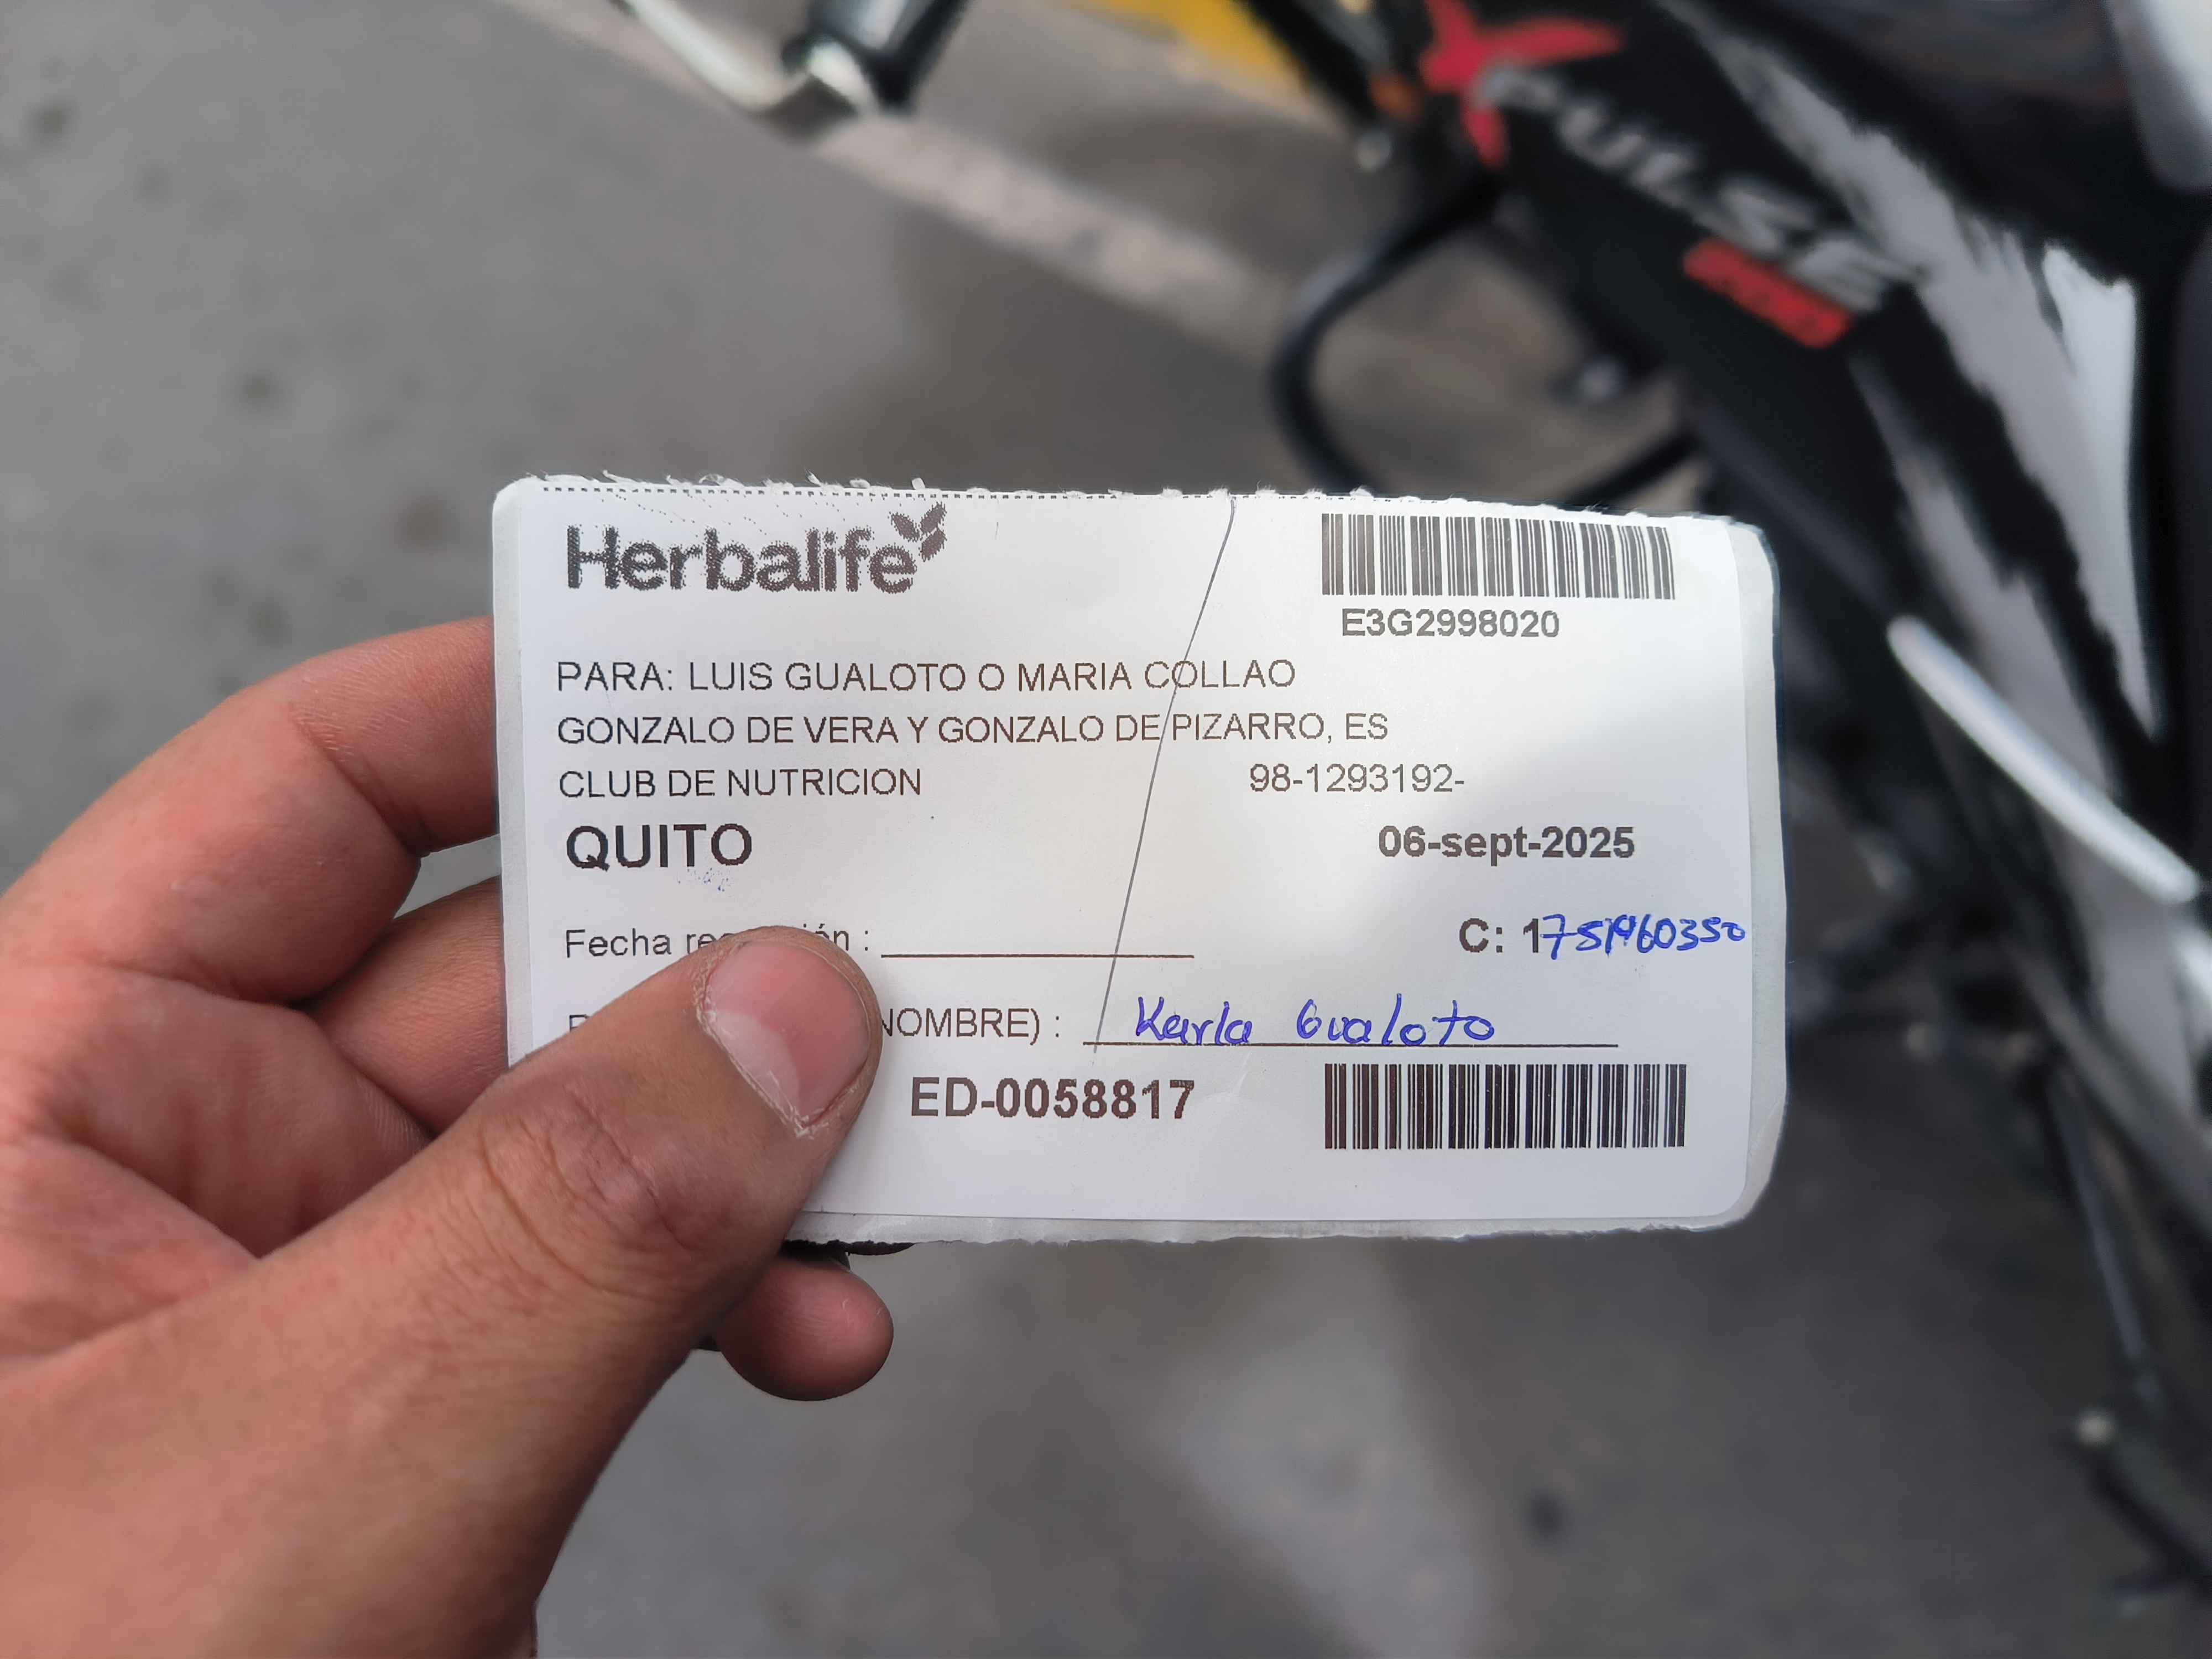 PULSE
Herbalife
E3G2998020
PARA: LUIS GUALOTO O MARIA COLLAO
GONZALO DE VERA Y GONZALO DE PIZARRO, ES
CLUB DE NUTRICION 98-1293192-
QUITO 06-sept-2025
Fecha : C: 1751960350
NOMBRE) : Karla Gualoto
ED-0058817